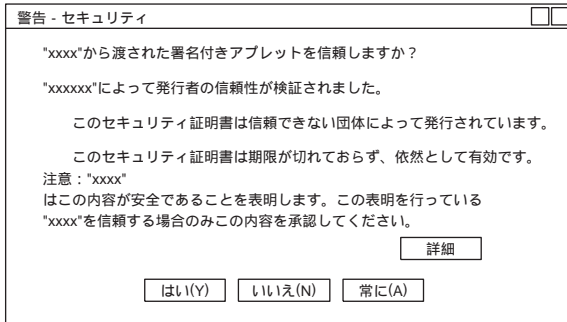 警告 - セキュリティ
"xxxx"から渡された署名付きアプレットを信頼しますか？
"xxxxxx"によって発行者の信頼性が検証されました。
このセキュリティ証明書は信頼できない団体によって発行されています。
このセキュリティ証明書は期限が切れておらず、依然として有効です。
注意："xxxx"
はこの内容が安全であることを表明します。この表明を行っている
"xxxx"を信頼する場合のみこの内容を承認してください。
詳細
はい(Y) いいえ(N) 常に(A)